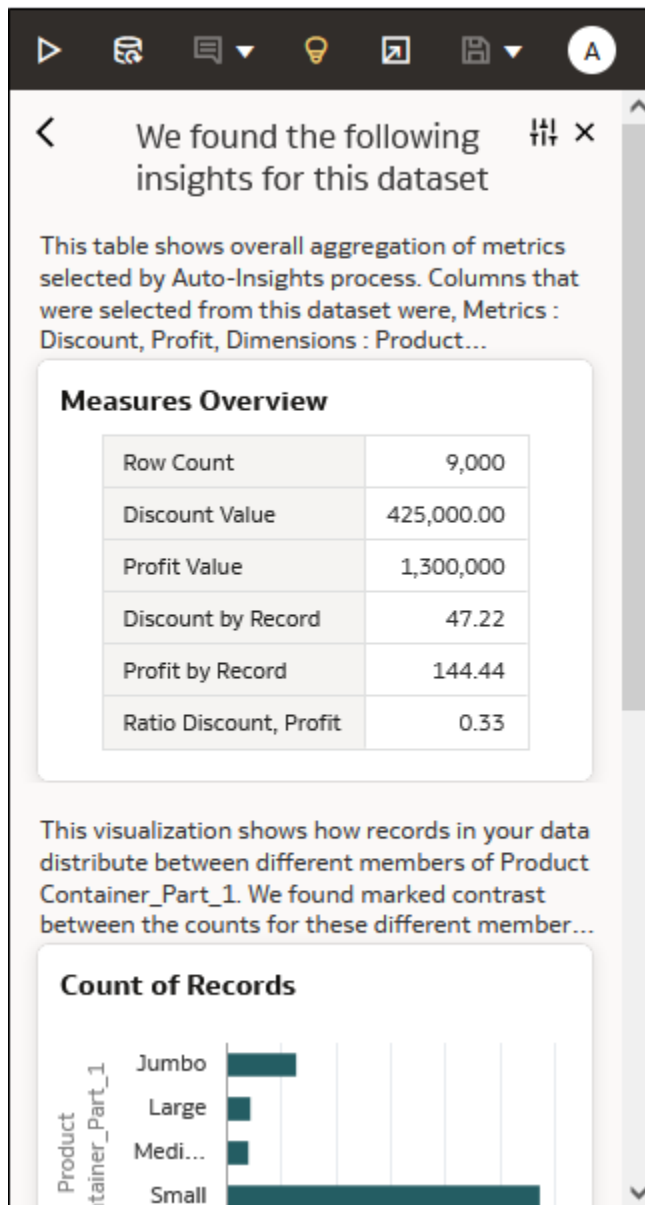 A
We found the following
insights for this dataset
This table shows overall aggregation of metrics
selected by Auto-Insights process. Columns that
were selected from this dataset were, Metrics :
Discount, Profit, Dimensions : Product...
Measures Overview
Row Count 9,000
Discount Value 425,000.00
Profit Value 1,300,000
Discount by Record 47.22
Profit by Record 144.44
Ratio Discount, Profit 0.33
This visualization shows how records in your data
distribute between different members of Product
Container_Part_1. We found marked contrast
between the counts for these different member...
Count of Records
Product
ntainer_Part_1
Jumbo
Large
Medi...
Small